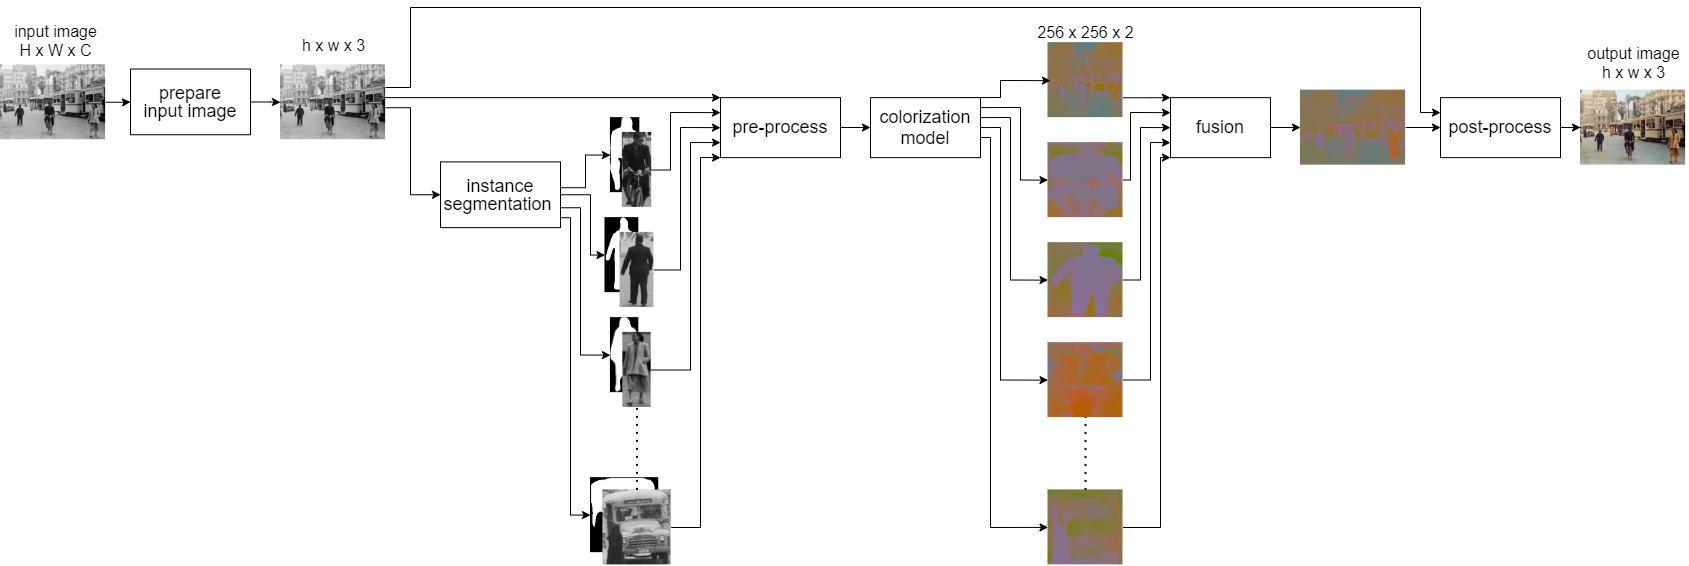 input image
H x W x C
prepare
input image
h x w x 3
instance
segmentation
pre-process
colorization
model
256 x 256 x 2
fusion
post-process
output image
h x w x 3